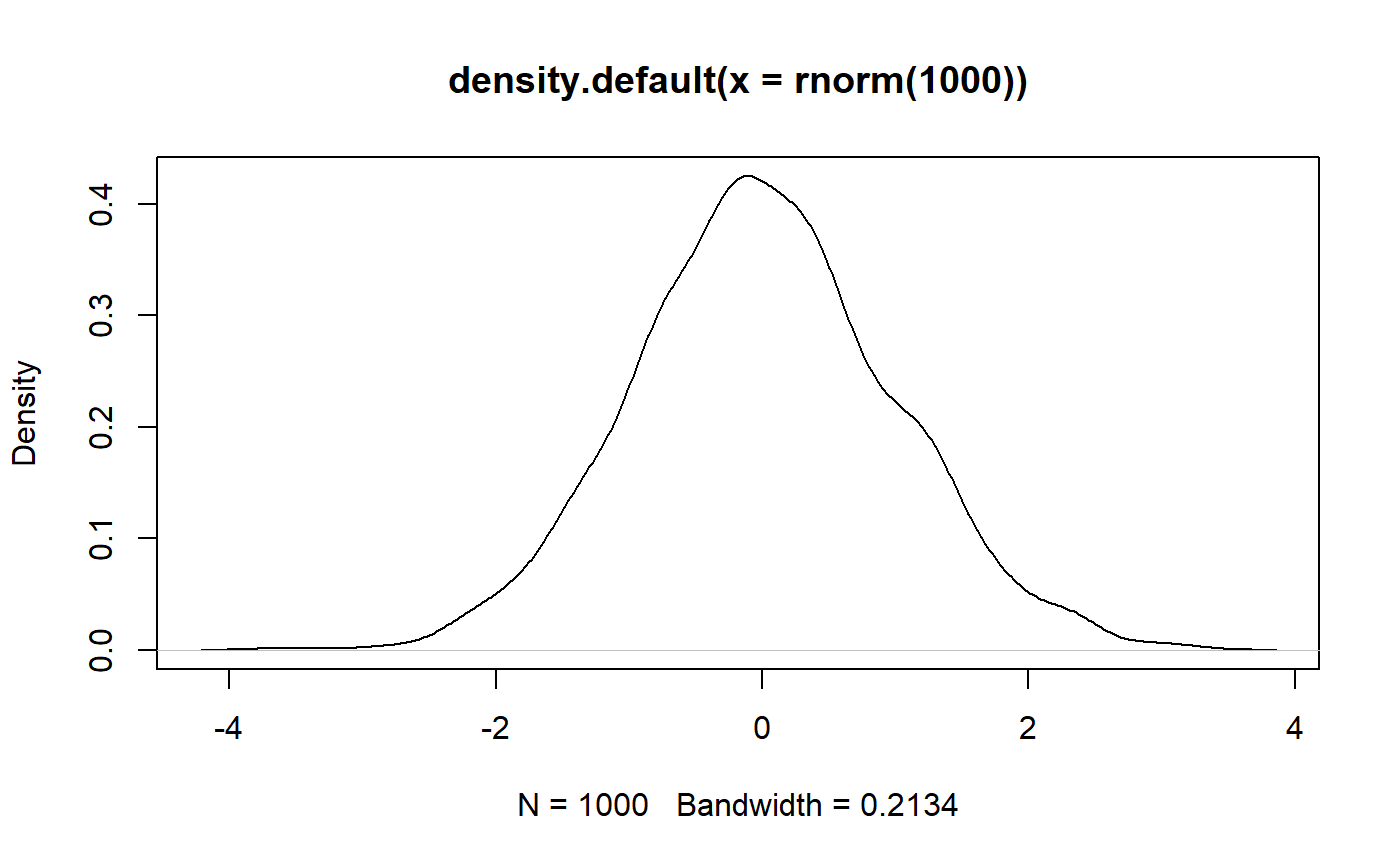 density.default(x = rnorm(1000))
Density
0.4
0.3
0.2
0.1
0.0
-4 -2 0 2 4
N = 1000   Bandwidth = 0.2134